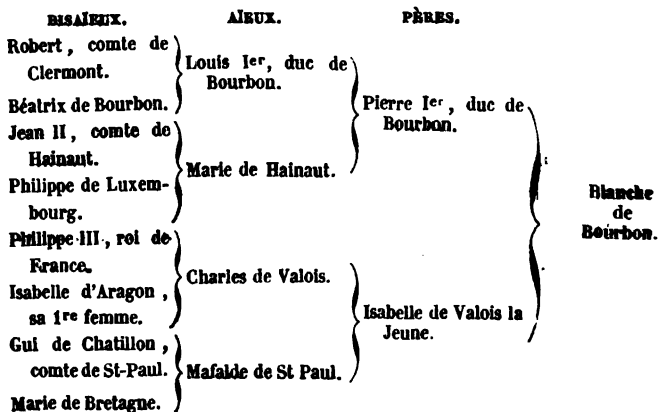 BISAÏEUX. AÏEUX. PÈRES.
Robert, comte de
Clermont.
Béatrix de Bourbon.
Jean II, comte de
Hainaut.
Philippe de Luxem-
bourg.
Philippe III, roi de
France.
Isabelle d'Aragon,
sa 1re femme.
Gui de Chatillon,
comte de St-Paul.
Marie de Bretagne.
Louis Ier, duc de
Bourbon.
Marie de Hainaut.
Charles de Valois.
Mafalde de St Paul.
Pierre Ier, duc de
Bourbon.
Isabelle de Valois la
Jeune.
Blanche
de
Bourbon.